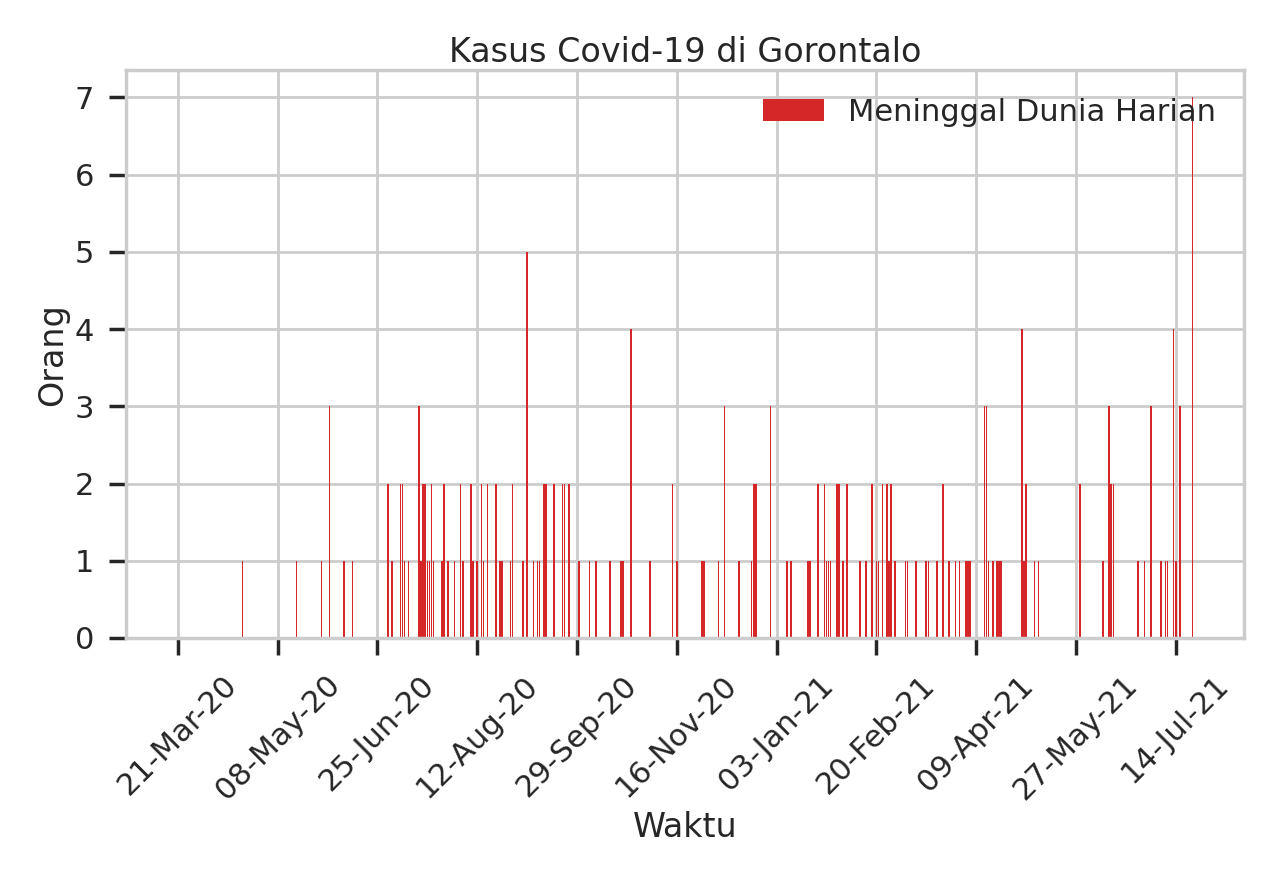 Kasus Covid-19 di Gorontalo
Meninggal Dunia Harian
Orang
7
6
5
4
3
2
1
0
21-Mar-20
08-May-20
25-Jun-20
12-Aug-20
29-Sep-20
16-Nov-20
03-Jan-21
20-Feb-21
09-Apr-21
27-May-21
14-Jul-21
Waktu